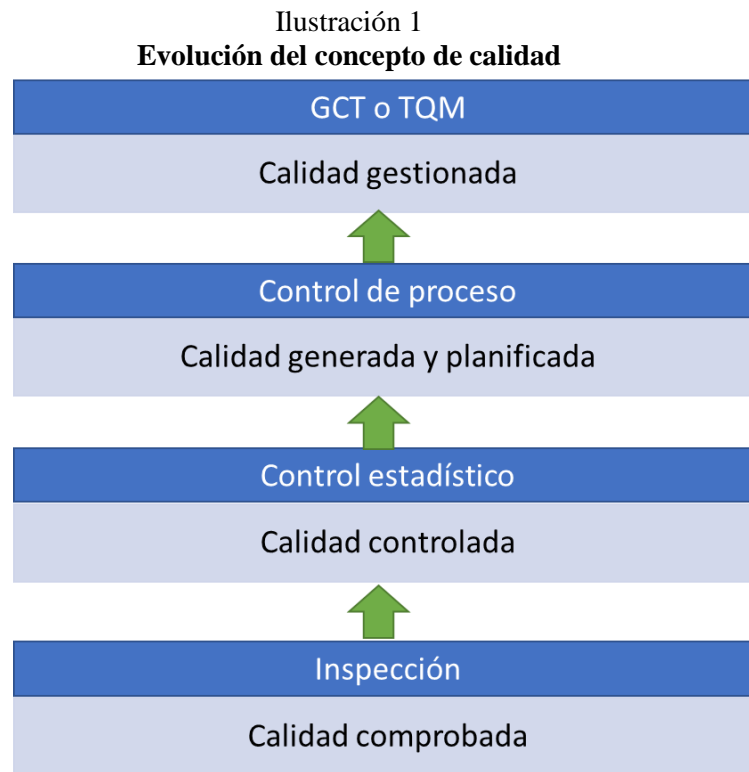 Ilustración 1
Evolución del concepto de calidad
GCT o TQM
Calidad gestionada
Control de proceso
Calidad generada y planificada
Control estadístico
Calidad controlada
Inspección
Calidad comprobada